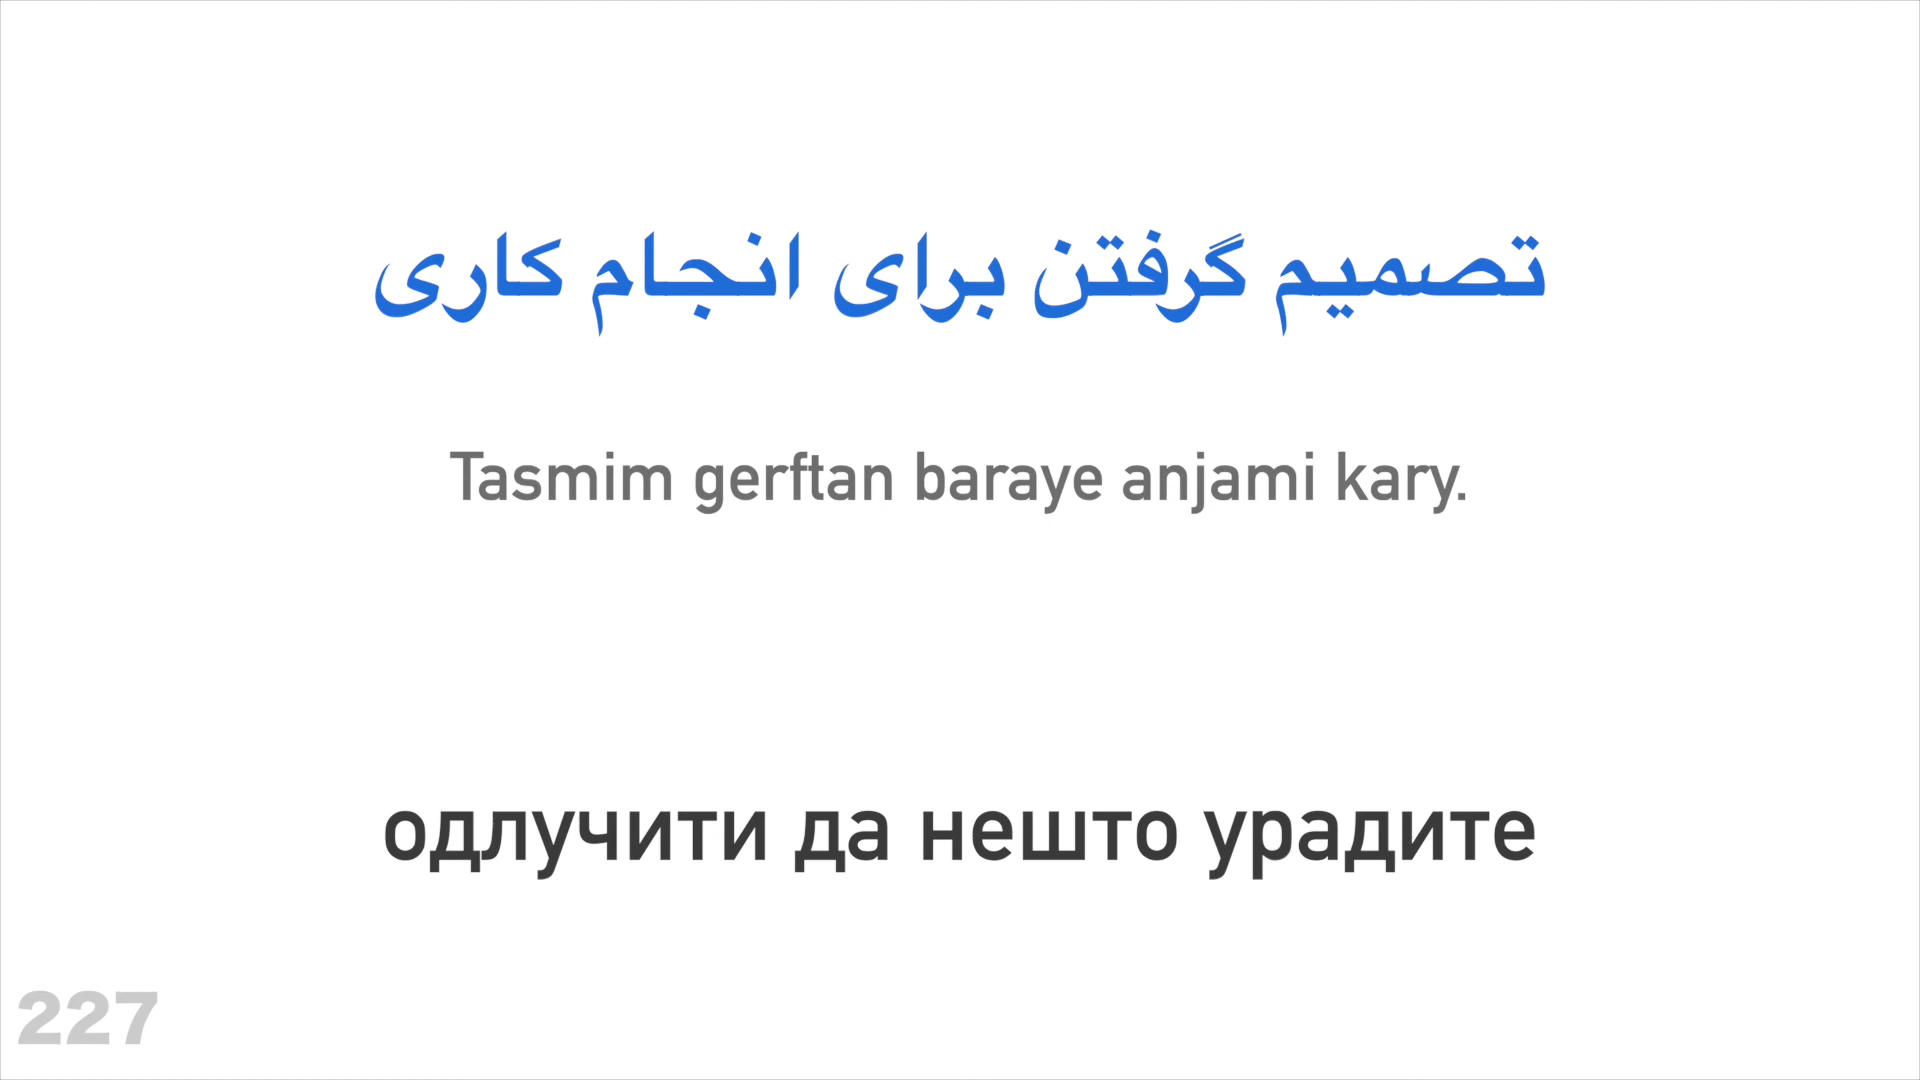 تصمیم گرفتن برای انجام کاری
Tasmim gerftan baraye anjami kary.
одлучити да нешто урадите
227